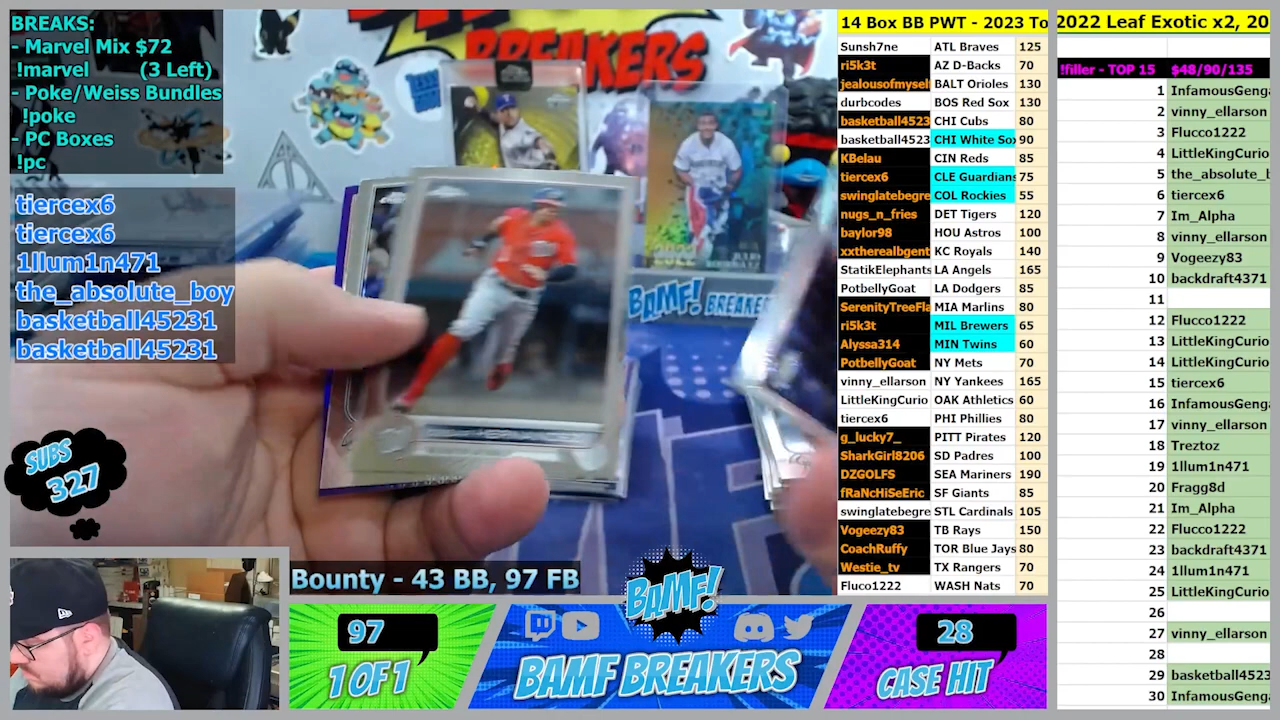 BREAKS:
- Marvel Mix $72
!marvel (3 Left)
- Poke/Weiss Bundles
!poke
- PC Boxes
!pc
tiercex6
tiercex6
1llum1n471
the_absolute_boy
basketball45231
basketball45231
SUBS
327
BREAKERS
BAMF! BREAKER
Bounty - 43 BB, 97 FB
BAMF!
97
1 OF 1
BAMF BREAKERS
28
CASE HIT
14 Box BB PWT - 2023 To
Sunsh7ne ATL Braves 125
ri5k3t AZ D-Backs 70
jealousofmysel BALT Orioles 130
durbcodes BOS Red Sox 130
basketball4523 CHI Cubs 80
basketball4523 CHI White Sox 90
KBelau CIN Reds 85
tiercex6 CLE Guardians 75
swinglatebegre COL Rockies 55
nugs_n_fries DET Tigers 120
baylor98 HOU Astros 100
xxtherealbgent KC Royals 140
StatikElephants LA Angels 165
PotbellyGoat LA Dodgers 85
SerenityTreeFla MIA Marlins 80
ri5k3t MIL Brewers 65
Alyssa314 MIN Twins 60
PotbellyGoat NY Mets 70
vinny_ellarson NY Yankees 165
LittleKingCurio OAK Athletics 60
tiercex6 PHI Phillies 80
g_lucky7_ PITT Pirates 120
SharkGirl8206 SD Padres 100
DZGOLFS SEA Mariners 190
fRaNcHiSeEric SF Giants 85
swinglatebegre STL Cardinals 105
Vogeezy83 TB Rays 150
CoachRuffy TOR Blue Jays 80
Westie_tv TX Rangers 70
Fluco1222 WASH Nats 70
2022 Leaf Exotic x2, 20
!filler - TOP 15 $48/90/135
1 InfamousGenga
2 vinny_ellarson
3 Flucco1222
4 LittleKingCurio
5 the_absolute_b
6 tiercex6
7 Im_Alpha
8 vinny_ellarson
9 Vogeezy83
10 backdraft4371
11
12 Flucco1222
13 LittleKingCurio
14 LittleKingCurio
15 tiercex6
16 InfamousGenga
17 vinny_ellarson
18 Treztoz
19 1llum1n471
20 Fragg8d
21 Im_Alpha
22 Flucco1222
23 backdraft4371
24 1llum1n471
25 LittleKingCurio
26
27 vinny_ellarson
28
29 basketball4523
30 InfamousGenga